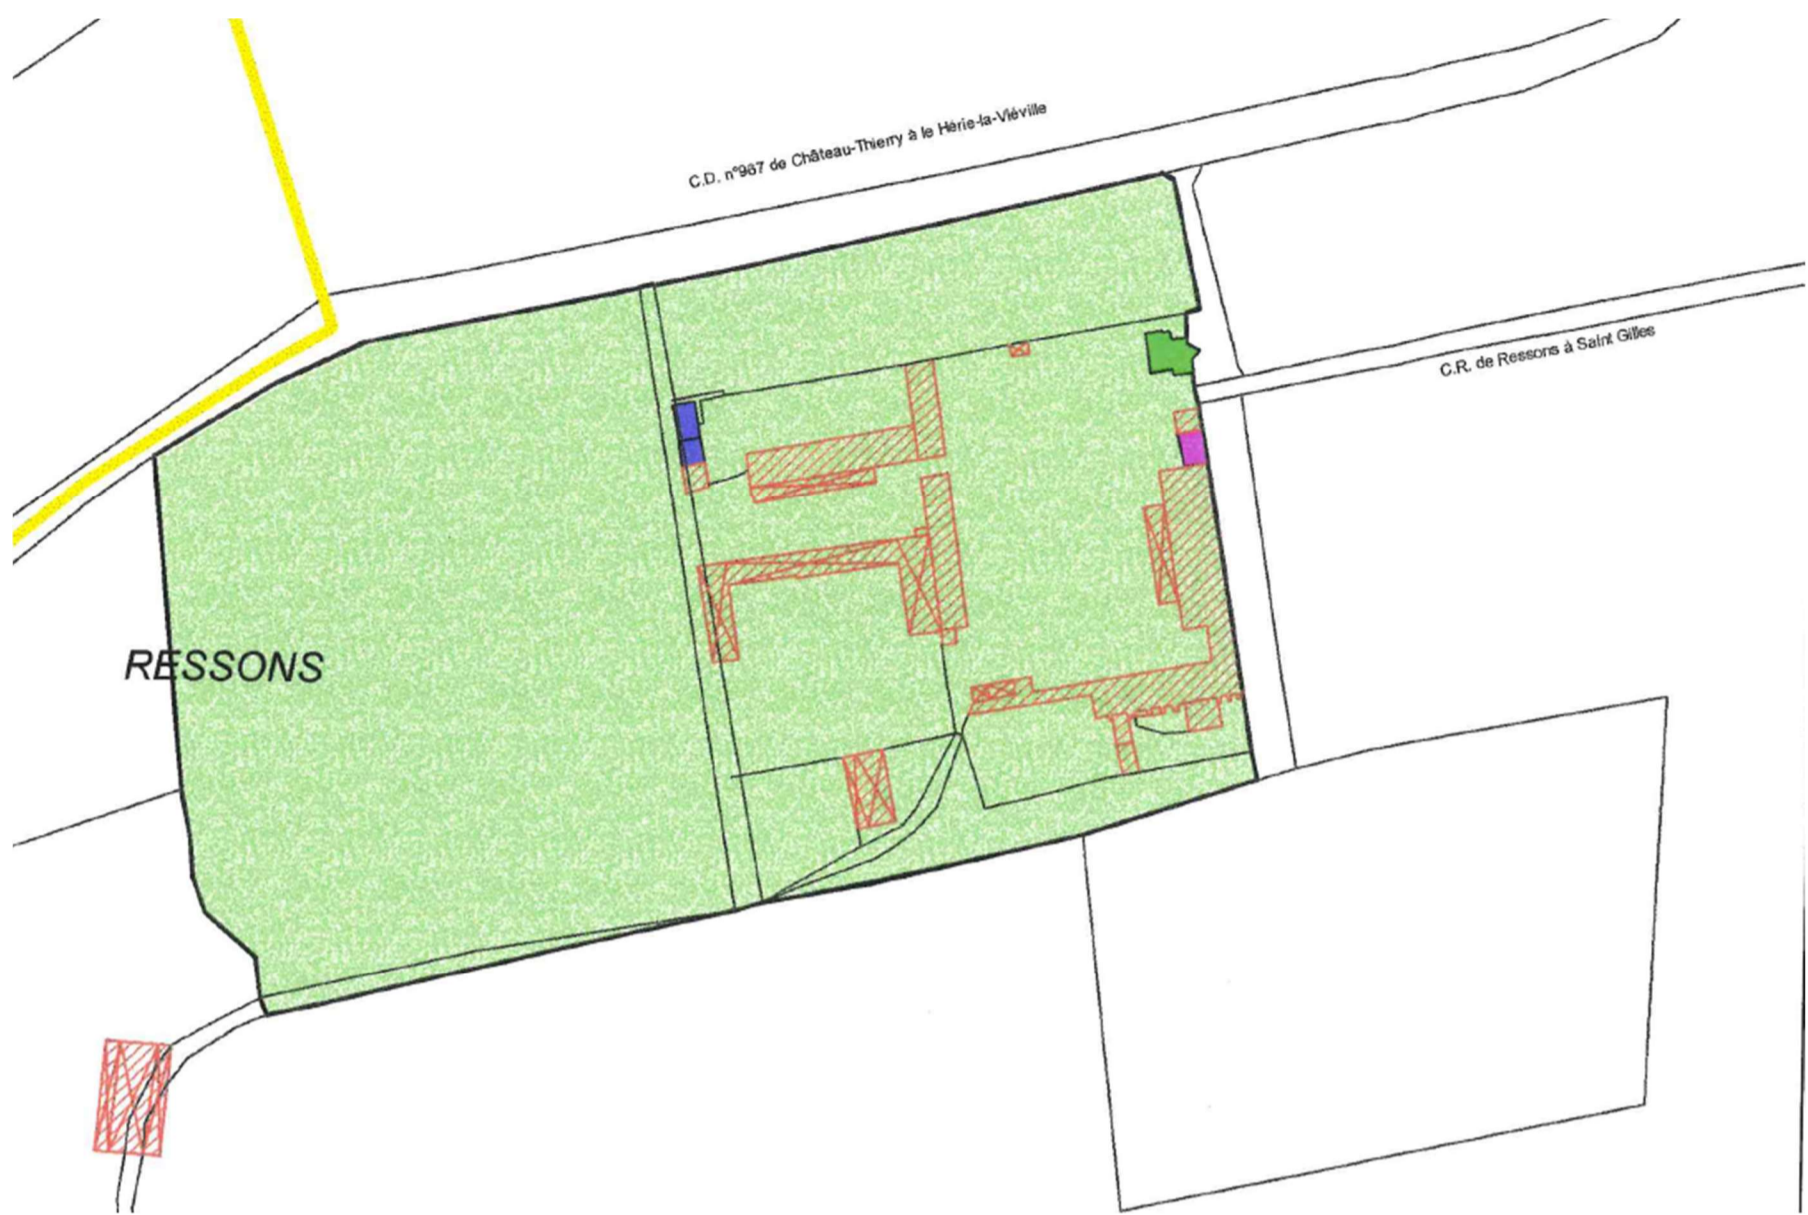 C.D. n°967 de Château-Thierry à le Hérie-la-Viéville
C.R. de Ressons à Saint Gilles
RESSONS